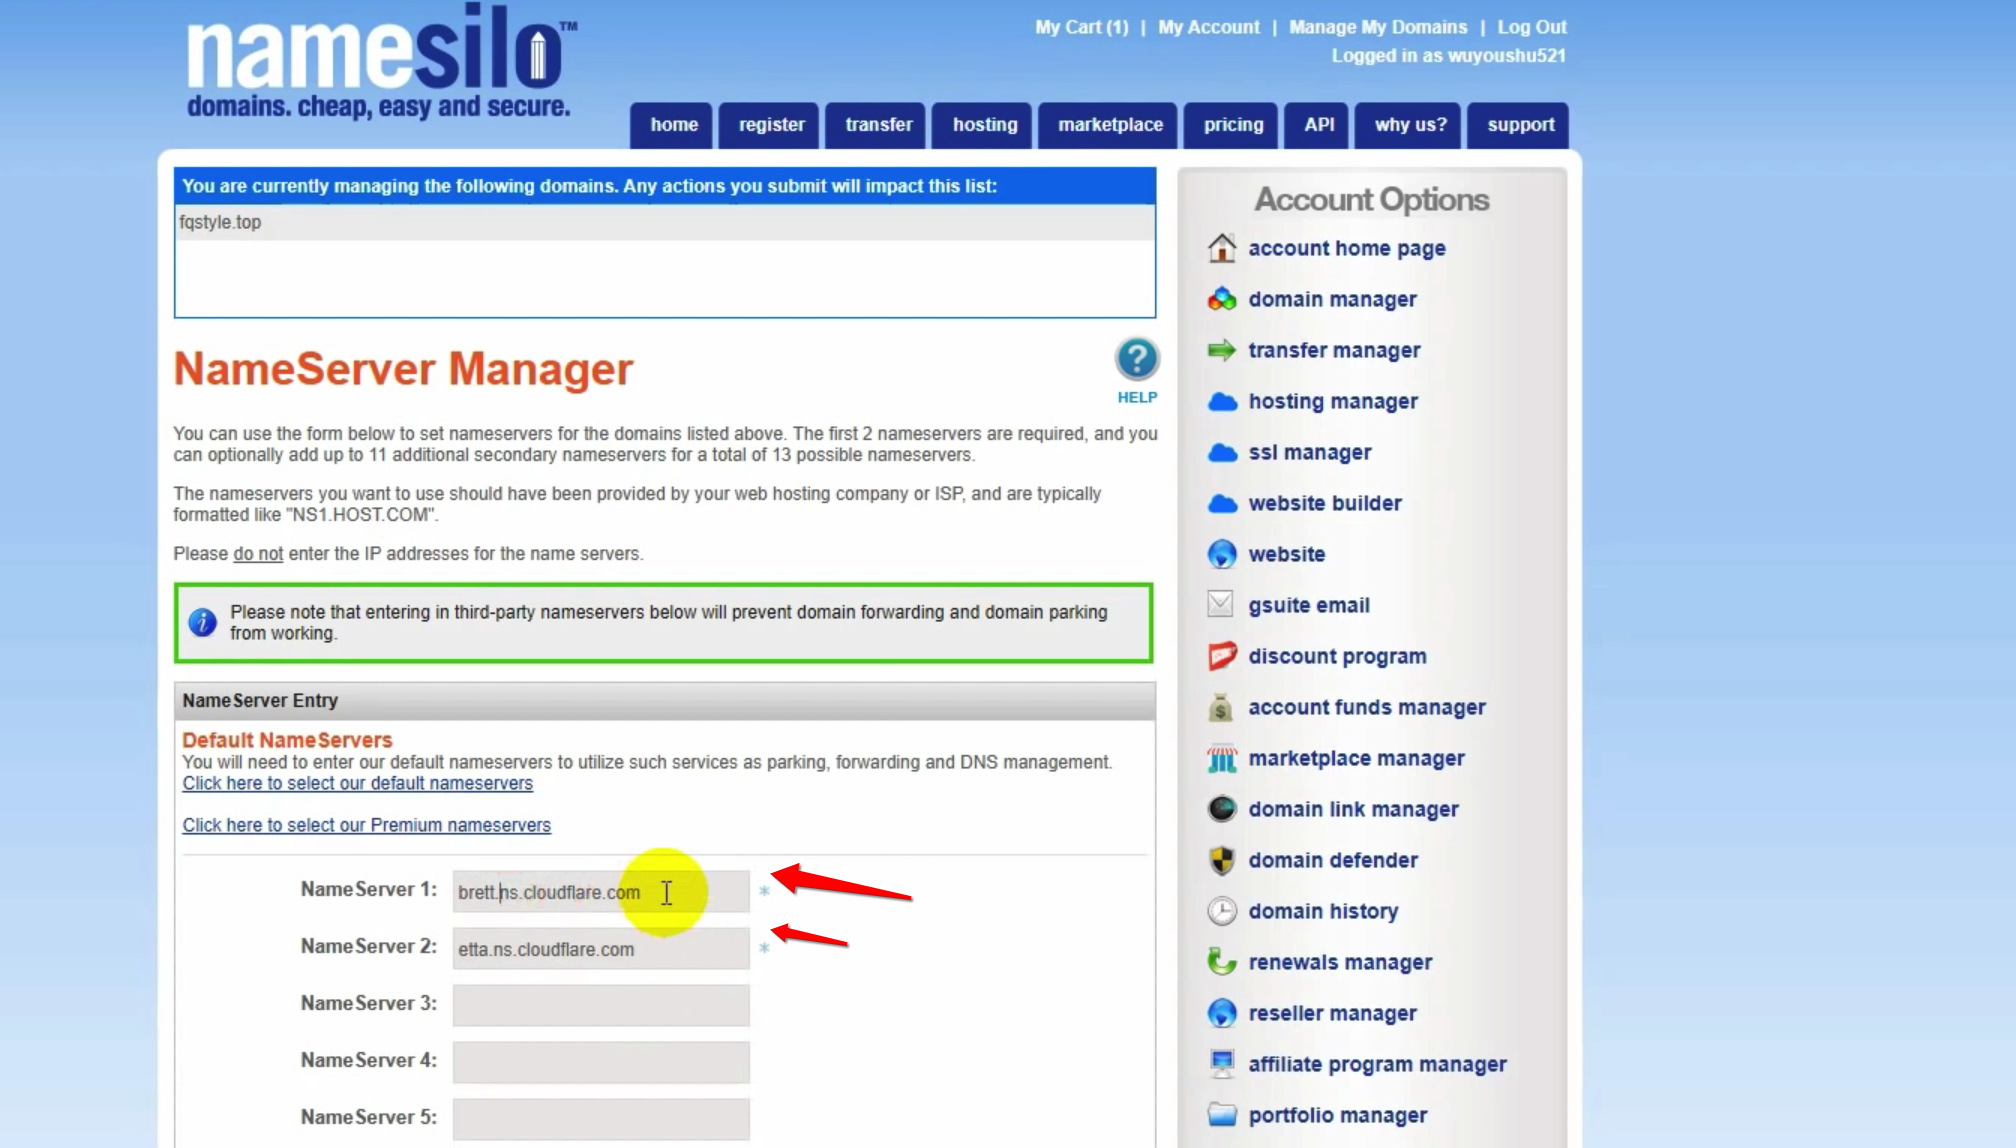 namesilo™
domains. cheap, easy and secure.
My Cart (1) | My Account | Manage My Domains | Log Out
Logged in as wuyoushu521
home register transfer hosting marketplace pricing API why us? support
You are currently managing the following domains. Any actions you submit will impact this list:
fqstyle.top
NameServer Manager
HELP
You can use the form below to set nameservers for the domains listed above. The first 2 nameservers are required, and you
can optionally add up to 11 additional secondary nameservers for a total of 13 possible nameservers.
The nameservers you want to use should have been provided by your web hosting company or ISP, and are typically
formatted like "NS1.HOST.COM".
Please do not enter the IP addresses for the name servers.
Please note that entering in third-party nameservers below will prevent domain forwarding and domain parking
from working.
NameServer Entry
Default NameServers
You will need to enter our default nameservers to utilize such services as parking, forwarding and DNS management.
Click here to select our default nameservers
Click here to select our Premium nameservers
NameServer 1: brett.ns.cloudflare.com *
NameServer 2: etta.ns.cloudflare.com *
NameServer 3:
NameServer 4:
NameServer 5:
Account Options
account home page
domain manager
transfer manager
hosting manager
ssl manager
website builder
website
gsuite email
discount program
account funds manager
marketplace manager
domain link manager
domain defender
domain history
renewals manager
reseller manager
affiliate program manager
portfolio manager